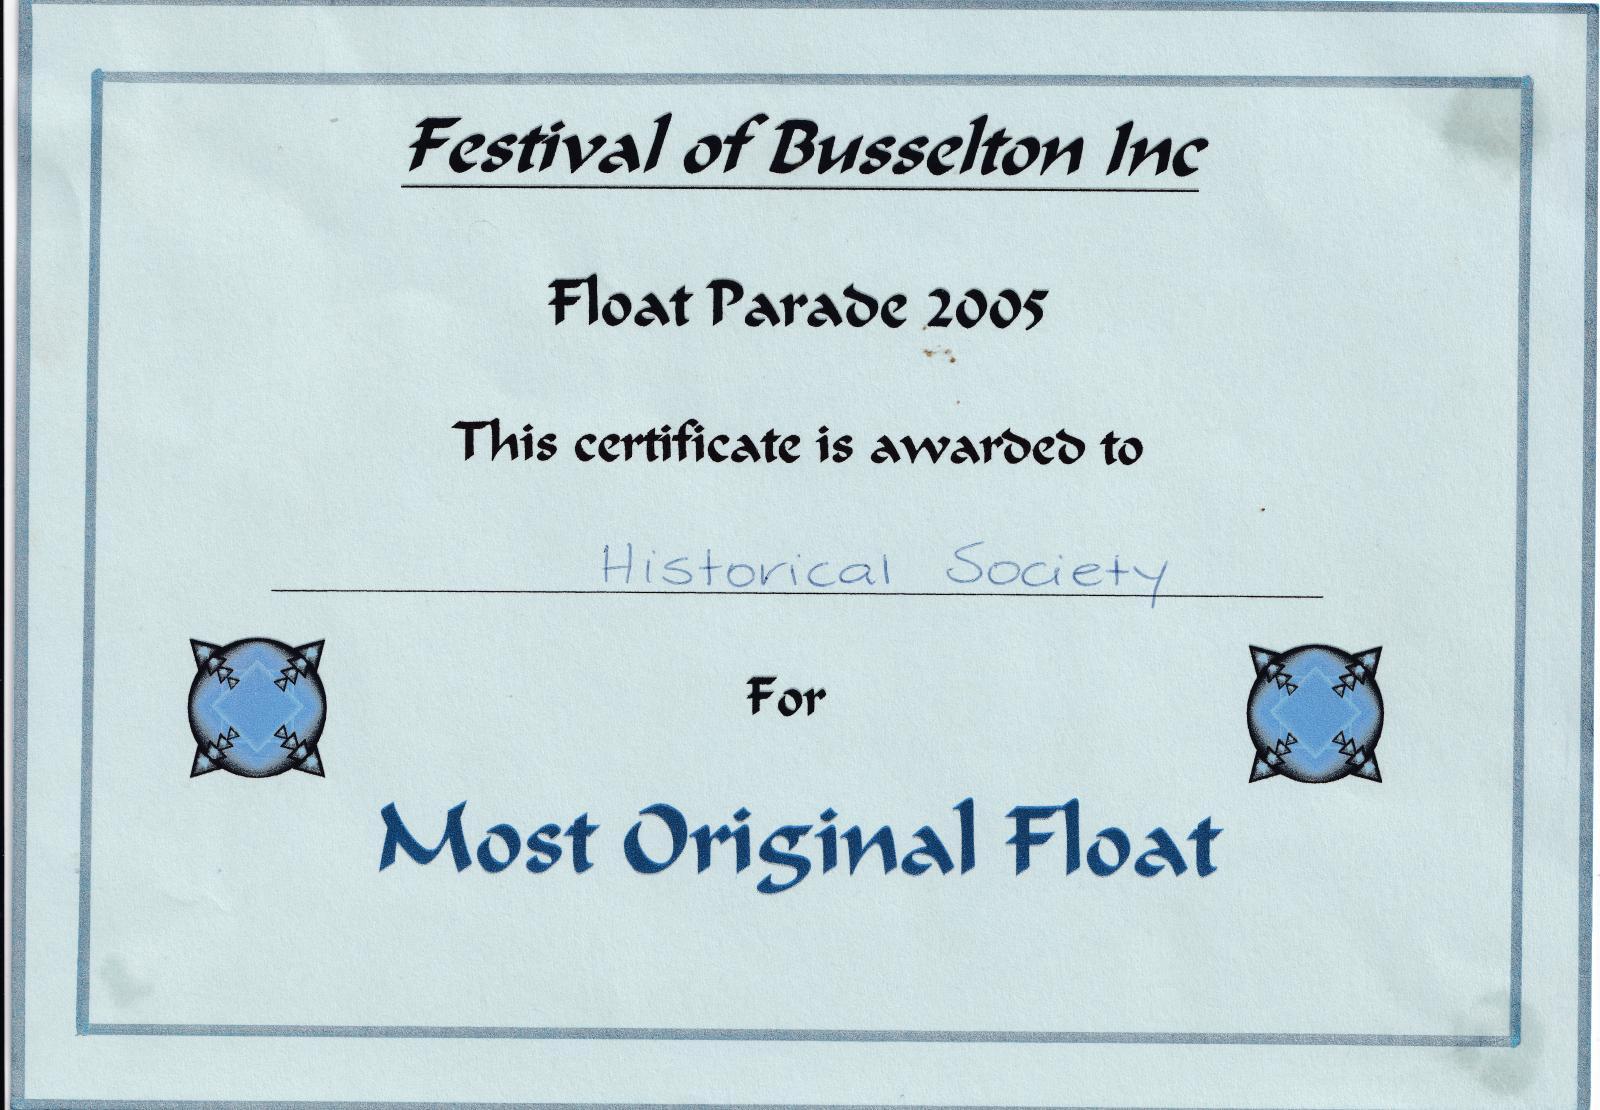 Festival of Busselton Inc
Float Parade 2005
This certificate is awarded to
Historical Society
For
Most Original Float